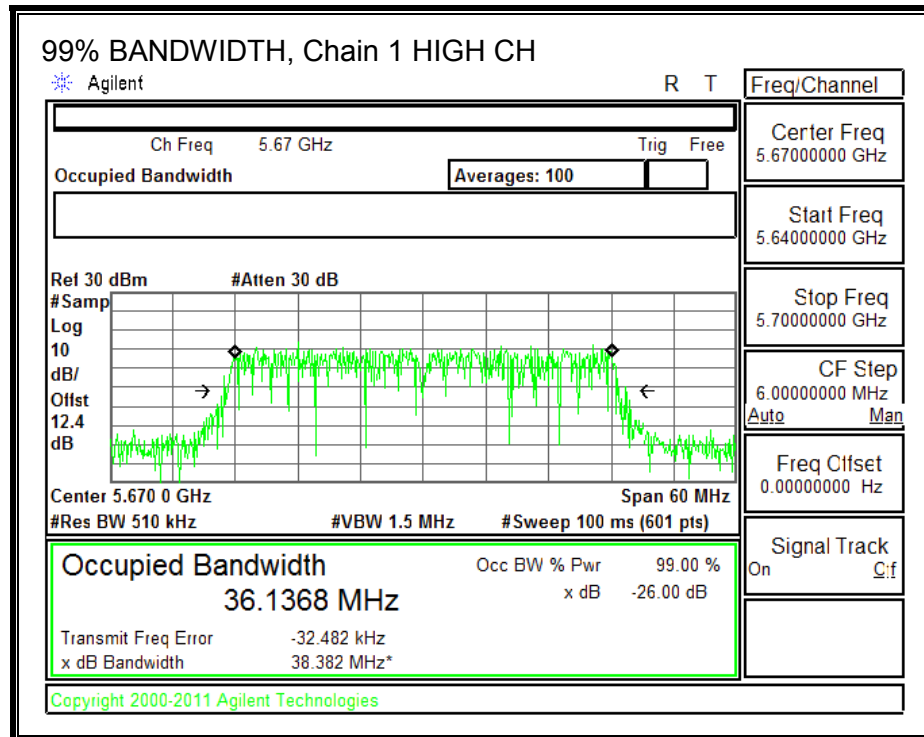 99% BANDWIDTH, Chain 1 HIGH CH
Agilent R T
Ch Freq 5.67 GHz Trig Free
Occupied Bandwidth Averages: 100
Ref 30 dBm #Atten 30 dB
#Samp
Log
10
dB/
Offst
12.4
dB
Center 5.670 0 GHz Span 60 MHz
#Res BW 510 kHz #VBW 1.5 MHz #Sweep 100 ms (601 pts)
Occupied Bandwidth Occ BW % Pwr 99.00 %
36.1368 MHz x dB -26.00 dB
Transmit Freq Error -32.482 kHz
x dB Bandwidth 38.382 MHz*
Copyright 2000-2011 Agilent Technologies
Freq/Channel
Center Freq
5.67000000 GHz
Start Freq
5.64000000 GHz
Stop Freq
5.70000000 GHz
CF Step
6.00000000 MHz
Auto Man
Freq Offset
0.00000000 Hz
Signal Track
On Off